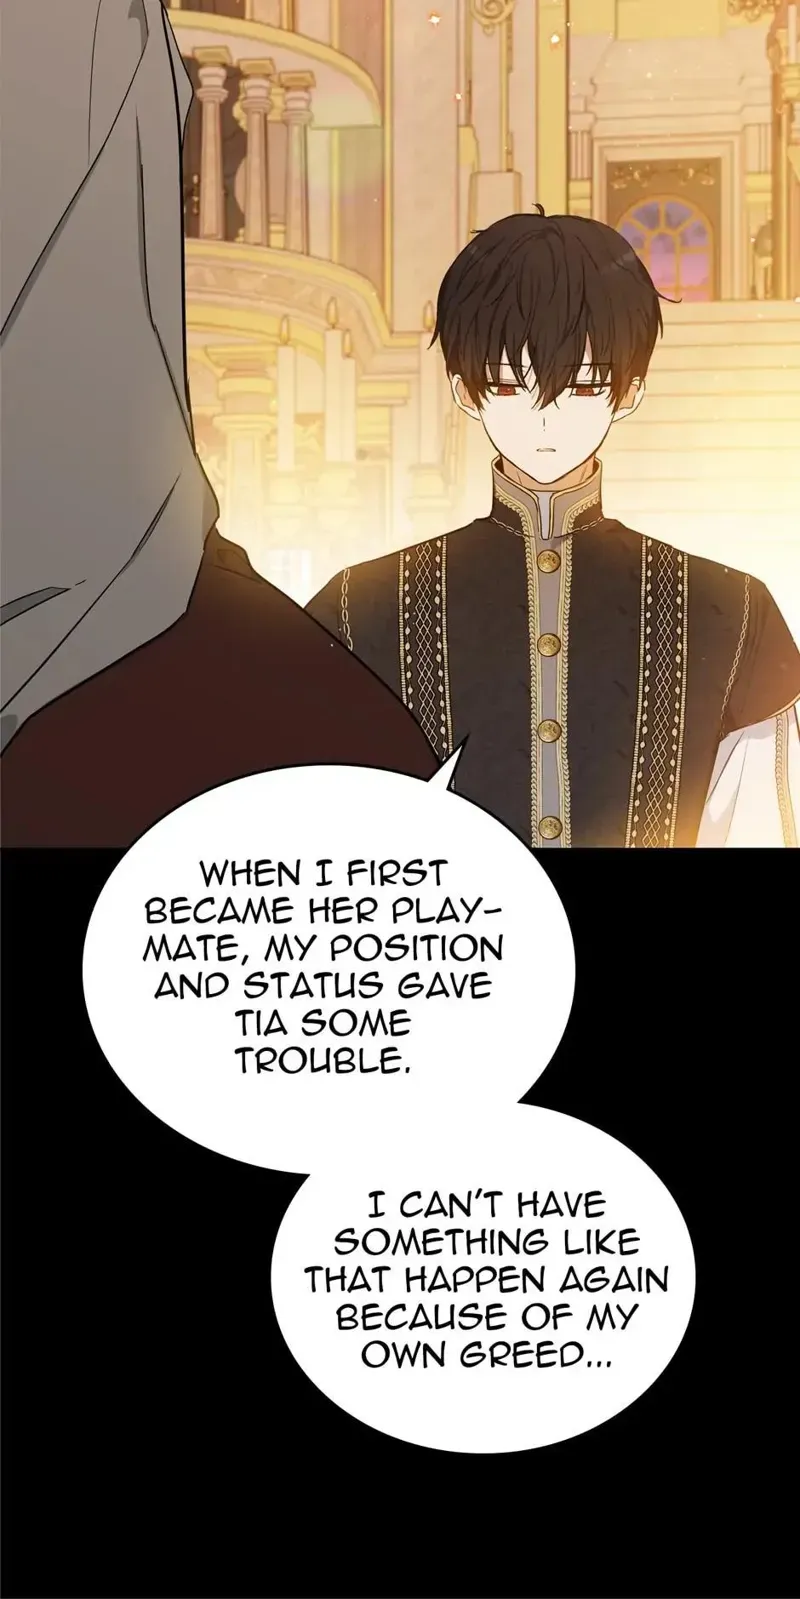 WHEN I FIRST
BECAME HER PLAY-
MATE, MY POSITION
AND STATUS GAVE
TIA SOME
TROUBLE.
I CAN'T HAVE
SOMETHING LIKE
THAT HAPPEN AGAIN
BECAUSE OF MY
OWN GREED...